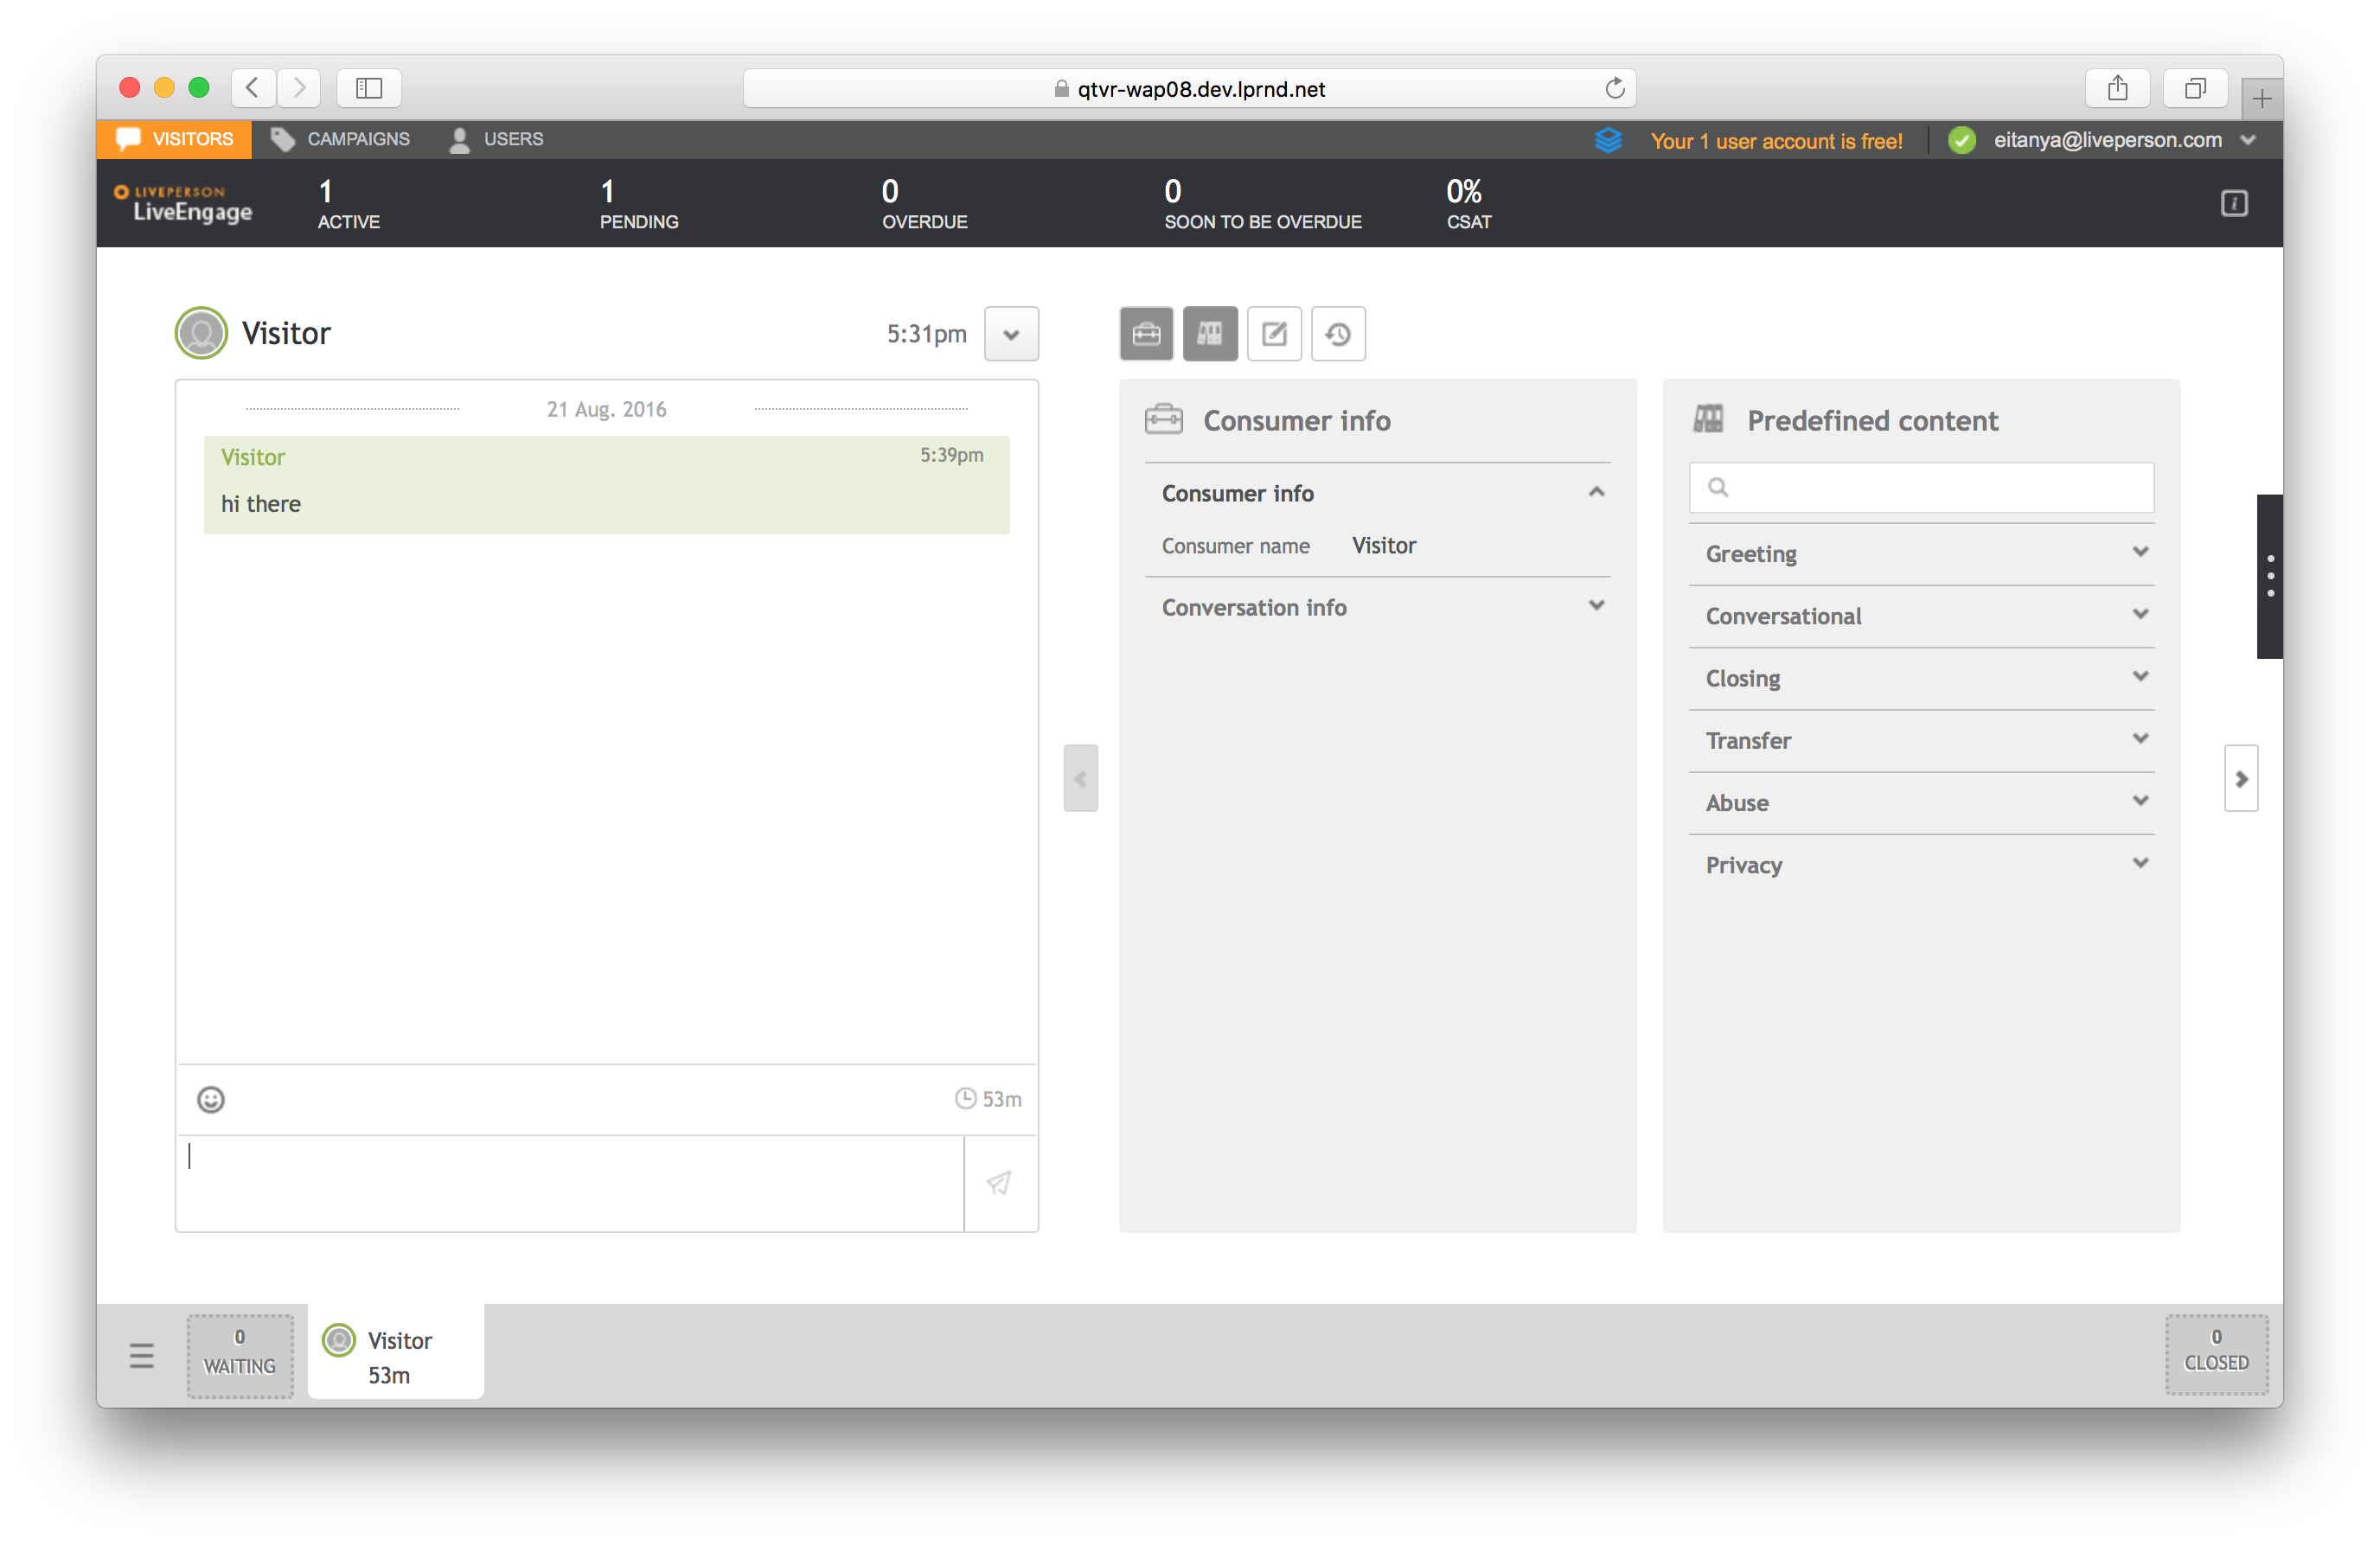 qtvr-wap08.dev.lprnd.net
VISITORS CAMPAIGNS USERS Your 1 user account is free! eitanya@liveperson.com
LIVEPERSON
LiveEngage
1
ACTIVE
1
PENDING
0
OVERDUE
0
SOON TO BE OVERDUE
0%
CSAT
Visitor 5:31pm
21 Aug. 2016
Visitor 5:39pm
hi there
53m
Consumer info
Consumer info
Consumer name Visitor
Conversation info
Predefined content
Greeting
Conversational
Closing
Transfer
Abuse
Privacy
0
WAITING
Visitor
53m
0
CLOSED